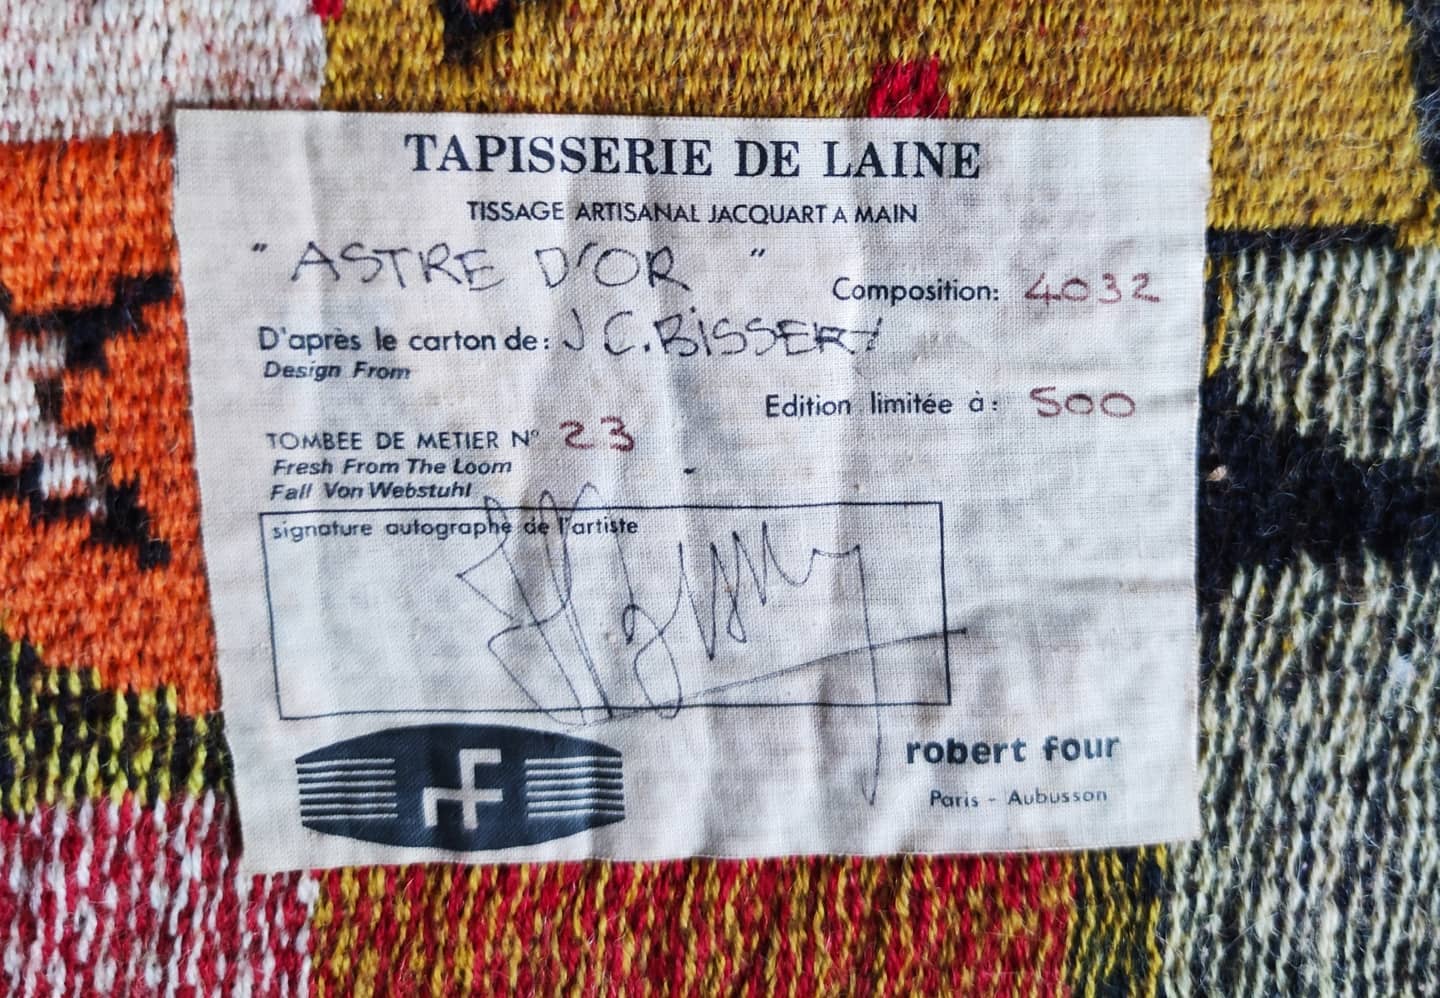 TAPISSERIE DE LAINE
TISSAGE ARTISANAL JACQUART A MAIN
" ASTRE D'OR "
Composition: 4032
D'après le carton de: J C. BISSERY
Design From
Edition limitée à: 500
TOMBEE DE METIER N° 23
Fresh From The Loom
Fall Von Webstuhl
signature autographe de l'artiste
robert four
Paris - Aubusson